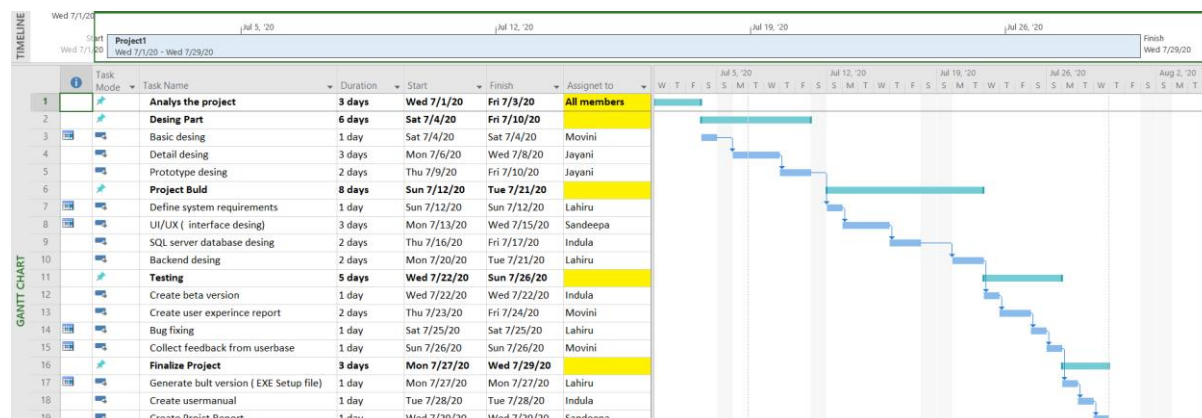 Wed 7/1/20
TIMELINE
Jul 5, '20 Jul 12, '20 Jul 19, '20 Jul 26, '20
Start
Wed 7/1/20
Project1
Wed 7/1/20 - Wed 7/29/20
Finish
Wed 7/29/20
GANTT CHART
Task Mode Task Name Duration Start Finish Assignet to
Jul 5, '20 Jul 12, '20 Jul 19, '20 Jul 26, '20 Aug 2, '20
W T F S S M T W T F S S M T W T F S S M T W T F S S M T W T F S S M T
1 Analys the project 3 days Wed 7/1/20 Fri 7/3/20 All members
2 Desing Part 6 days Sat 7/4/20 Fri 7/10/20
3 Basic desing 1 day Sat 7/4/20 Sat 7/4/20 Movini
4 Detail desing 3 days Mon 7/6/20 Wed 7/8/20 Jayani
5 Prototype desing 2 days Thu 7/9/20 Fri 7/10/20 Jayani
6 Project Buld 8 days Sun 7/12/20 Tue 7/21/20
7 Define system requirements 1 day Sun 7/12/20 Sun 7/12/20 Lahiru
8 UI/UX ( interface desing) 3 days Mon 7/13/20 Wed 7/15/20 Sandeepa
9 SQL server database desing 2 days Thu 7/16/20 Fri 7/17/20 Indula
10 Backend desing 2 days Mon 7/20/20 Tue 7/21/20 Lahiru
11 Testing 5 days Wed 7/22/20 Sun 7/26/20
12 Create beta version 1 day Wed 7/22/20 Wed 7/22/20 Indula
13 Create user experince report 2 days Thu 7/23/20 Fri 7/24/20 Movini
14 Bug fixing 1 day Sat 7/25/20 Sat 7/25/20 Lahiru
15 Collect feedback from userbase 1 day Sun 7/26/20 Sun 7/26/20 Movini
16 Finalize Project 3 days Mon 7/27/20 Wed 7/29/20
17 Generate bult version ( EXE Setup file) 1 day Mon 7/27/20 Mon 7/27/20 Lahiru
18 Create usermanual 1 day Tue 7/28/20 Tue 7/28/20 Indula
19 Create Projct Report 1 day Wed 7/29/20 Wed 7/29/20 Sandeepa